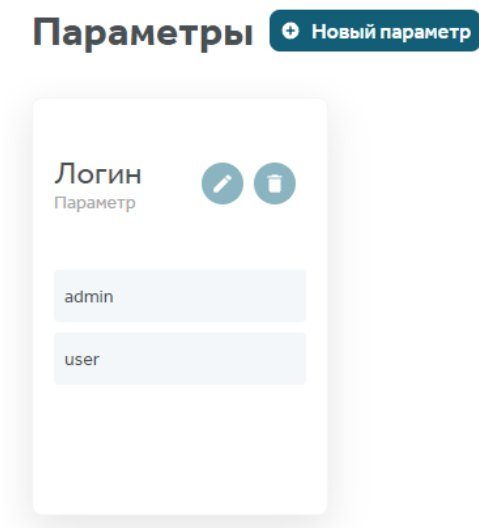 Параметры
Новый параметр
Логин
Параметр
admin
user